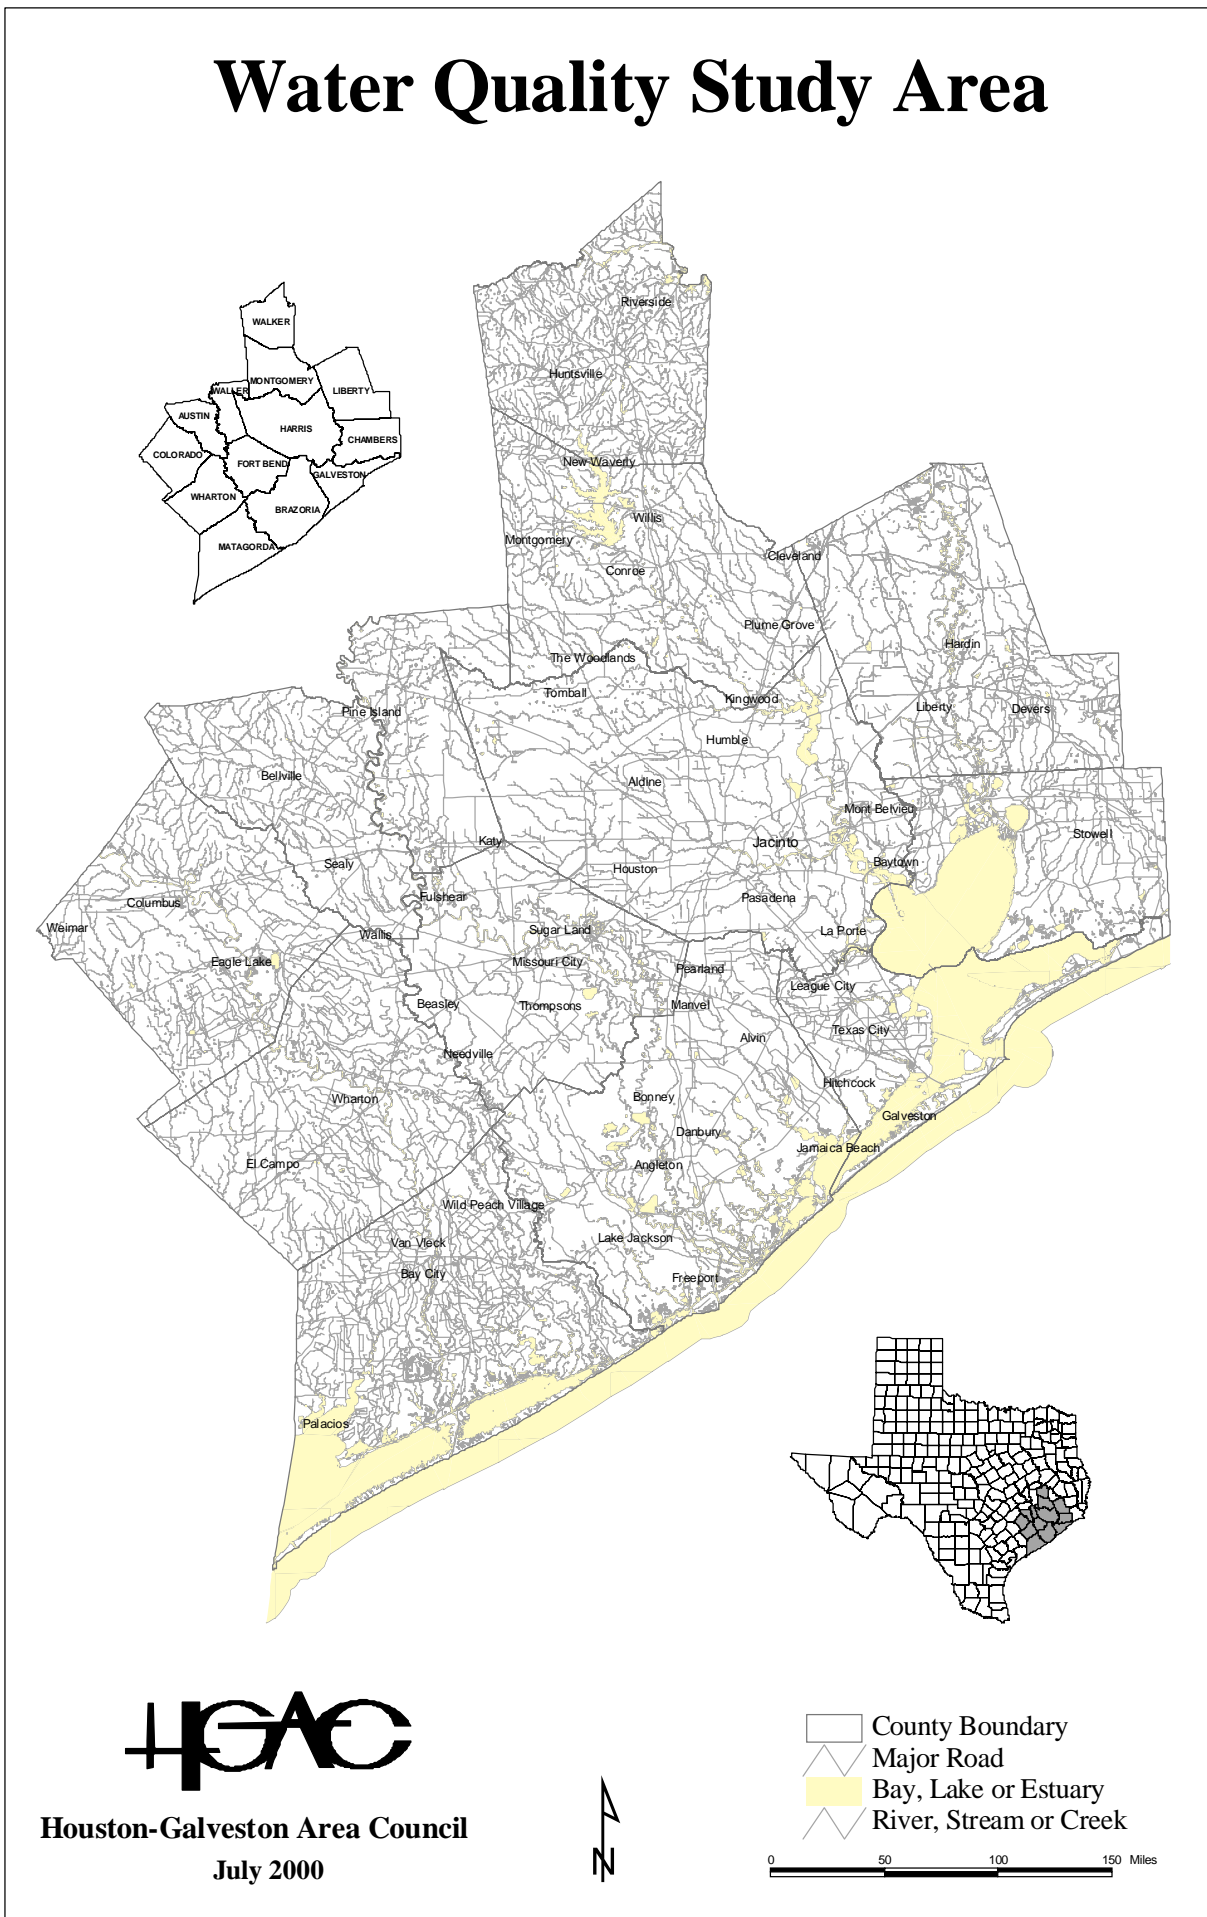 Water Quality Study Area
WALKER
MONTGOMERY
WALLER
LIBERTY
AUSTIN
HARRIS
CHAMBERS
COLORADO
FORT BEND
GALVESTON
WHARTON
BRAZORIA
MATAGORDA
Riverside
Huntsville
New Waverly
Willis
Montgomery
Cleveland
Conroe
Plume Grove
Hardin
The Woodlands
Tomball
Kingwood
Liberty
Devers
Pine Island
Humble
Bellville
Aldine
Mont Belvieu
Stowell
Katy
Jacinto
Sealy
Houston
Baytown
Fulshear
Pasadena
Columbus
Weimar
Wallis
Sugar Land
La Porte
Eagle Lake
Missouri City
Pearland
League City
Beasley
Thompsons
Manvel
Texas City
Alvin
Needville
Hitchcock
Wharton
Bonney
Galveston
Danbury
Jamaica Beach
El Campo
Angleton
Wild Peach Village
Van Vleck
Lake Jackson
Bay City
Freeport
Palacios
HGAC
Houston-Galveston Area Council
July 2000
N
County Boundary
Major Road
Bay, Lake or Estuary
River, Stream or Creek
0 50 100 150 Miles